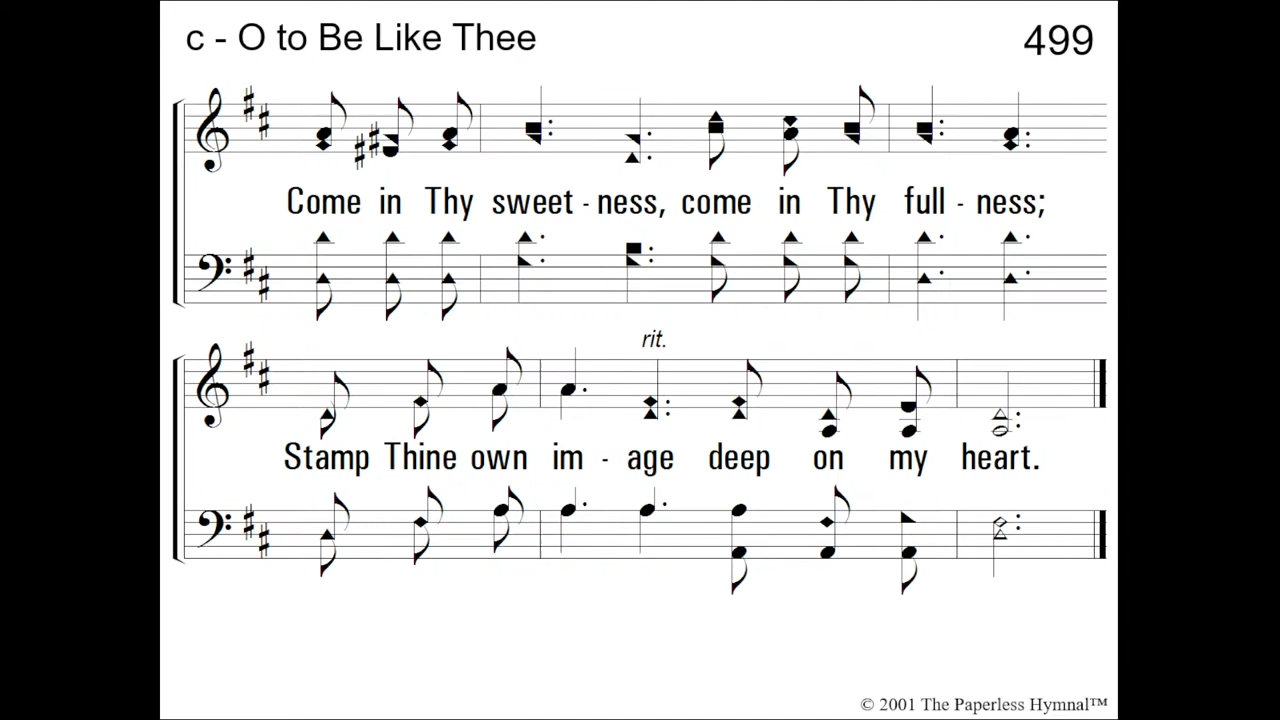 c - O to Be Like Thee 499
Come in Thy sweet - ness, come in Thy full - ness;
rit.
Stamp Thine own im - age deep on my heart.
© 2001 The Paperless Hymnal™